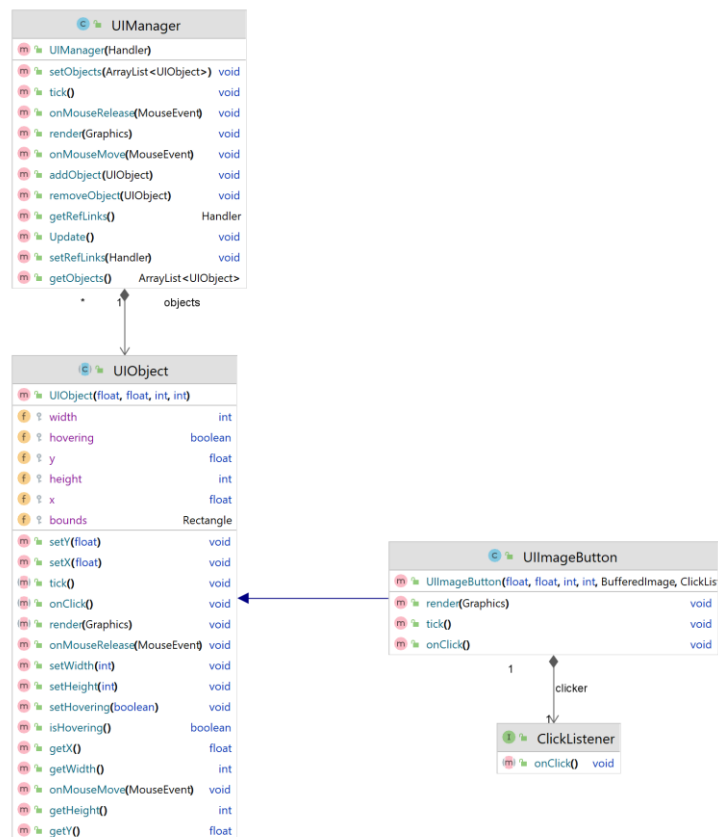 UIManager
UIManager(Handler)
setObjects(ArrayList<UIObject>) void
tick() void
onMouseRelease(MouseEvent) void
render(Graphics) void
onMouseMove(MouseEvent) void
addObject(UIObject) void
removeObject(UIObject) void
getRefLinks() Handler
Update() void
setRefLinks(Handler) void
getObjects() ArrayList<UIObject>
* 1 objects
UIObject
UIObject(float, float, int, int)
width int
hovering boolean
y float
height int
x float
bounds Rectangle
setY(float) void
setX(float) void
tick() void
onClick() void
render(Graphics) void
onMouseRelease(MouseEvent) void
setWidth(int) void
setHeight(int) void
setHovering(boolean) void
isHovering() boolean
getX() float
getWidth() int
onMouseMove(MouseEvent) void
getHeight() int
getY() float
UIImageButton
UIImageButton(float, float, int, int, BufferedImage, ClickLis
render(Graphics) void
tick() void
onClick() void
1
clicker
1
ClickListener
onClick() void